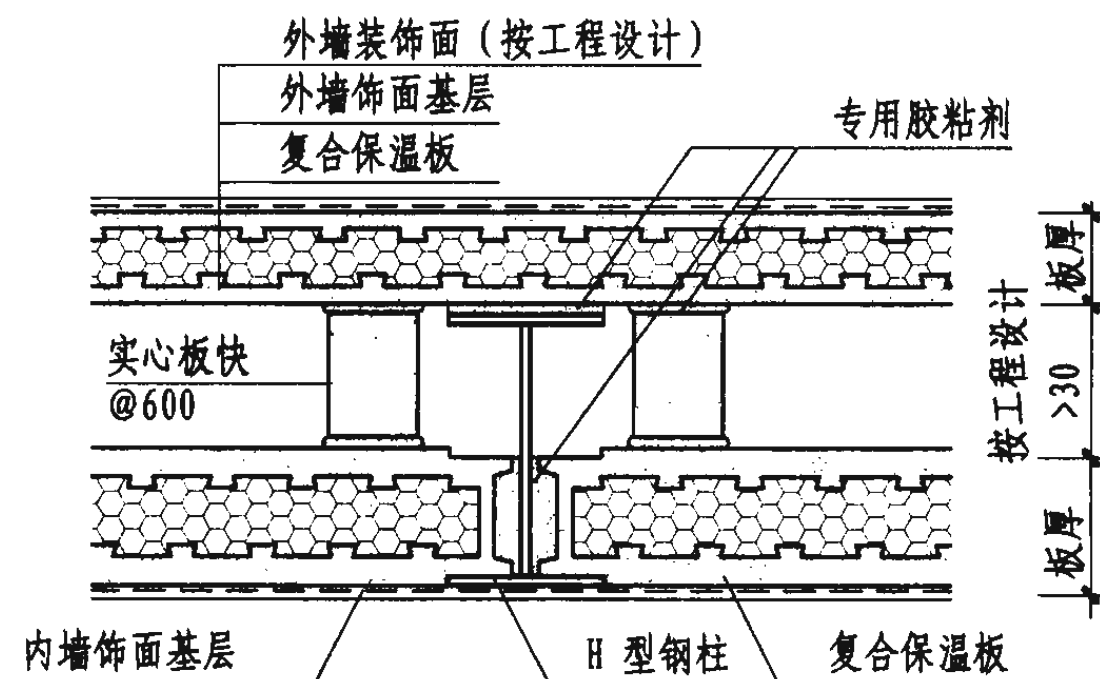 外墙装饰面（按工程设计）
外墙饰面基层
复合保温板
专用胶粘剂
实心板快
@600
板厚
按工程设计
>30
板厚
内墙饰面基层
H 型钢柱
复合保温板